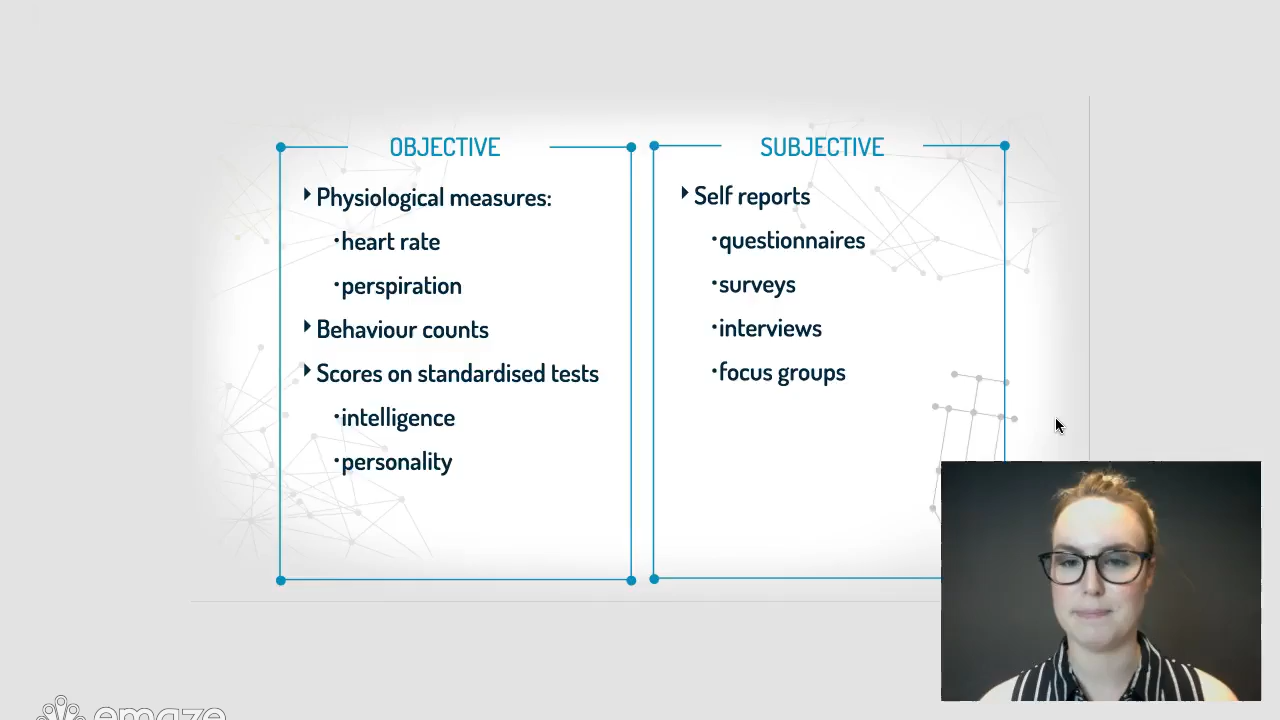 OBJECTIVE
Physiological measures:
heart rate
perspiration
Behaviour counts
Scores on standardised tests
intelligence
personality
SUBJECTIVE
Self reports
questionnaires
surveys
interviews
focus groups
emaze